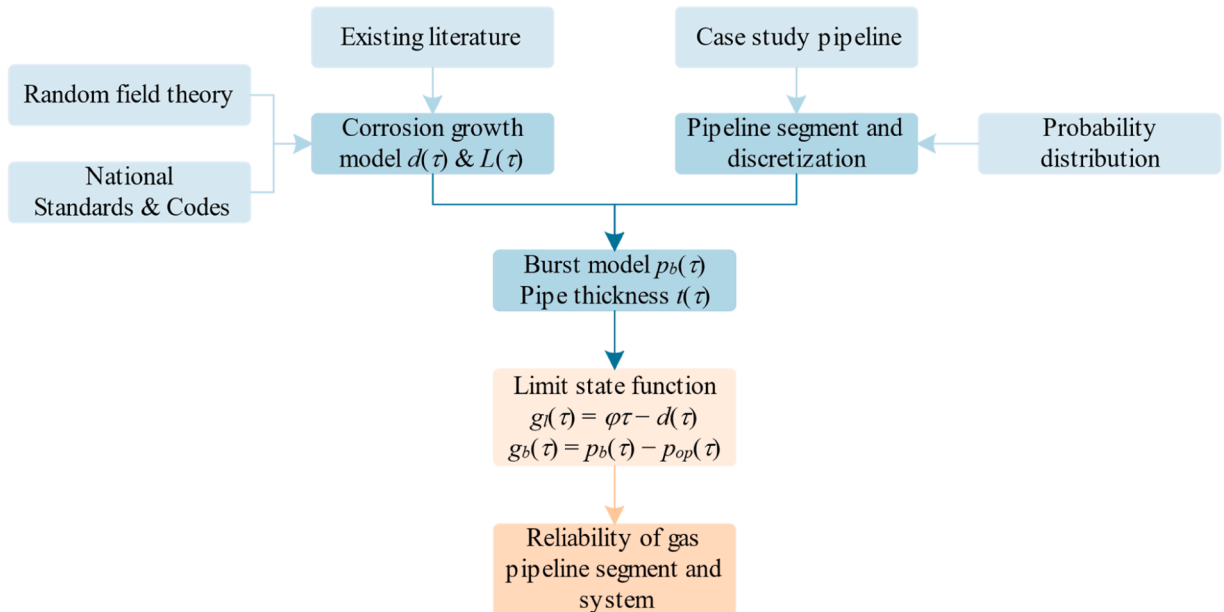 Existing literature
Case study pipeline
Random field theory
Corrosion growth
model d(τ) & L(τ)
Pipeline segment and
discretization
Probability
distribution
National
Standards & Codes
Burst model pb(τ)
Pipe thickness t(τ)
Limit state function
gl(τ) = φτ − d(τ)
gb(τ) = pb(τ) − pop(τ)
Reliability of gas
pipeline segment and
system